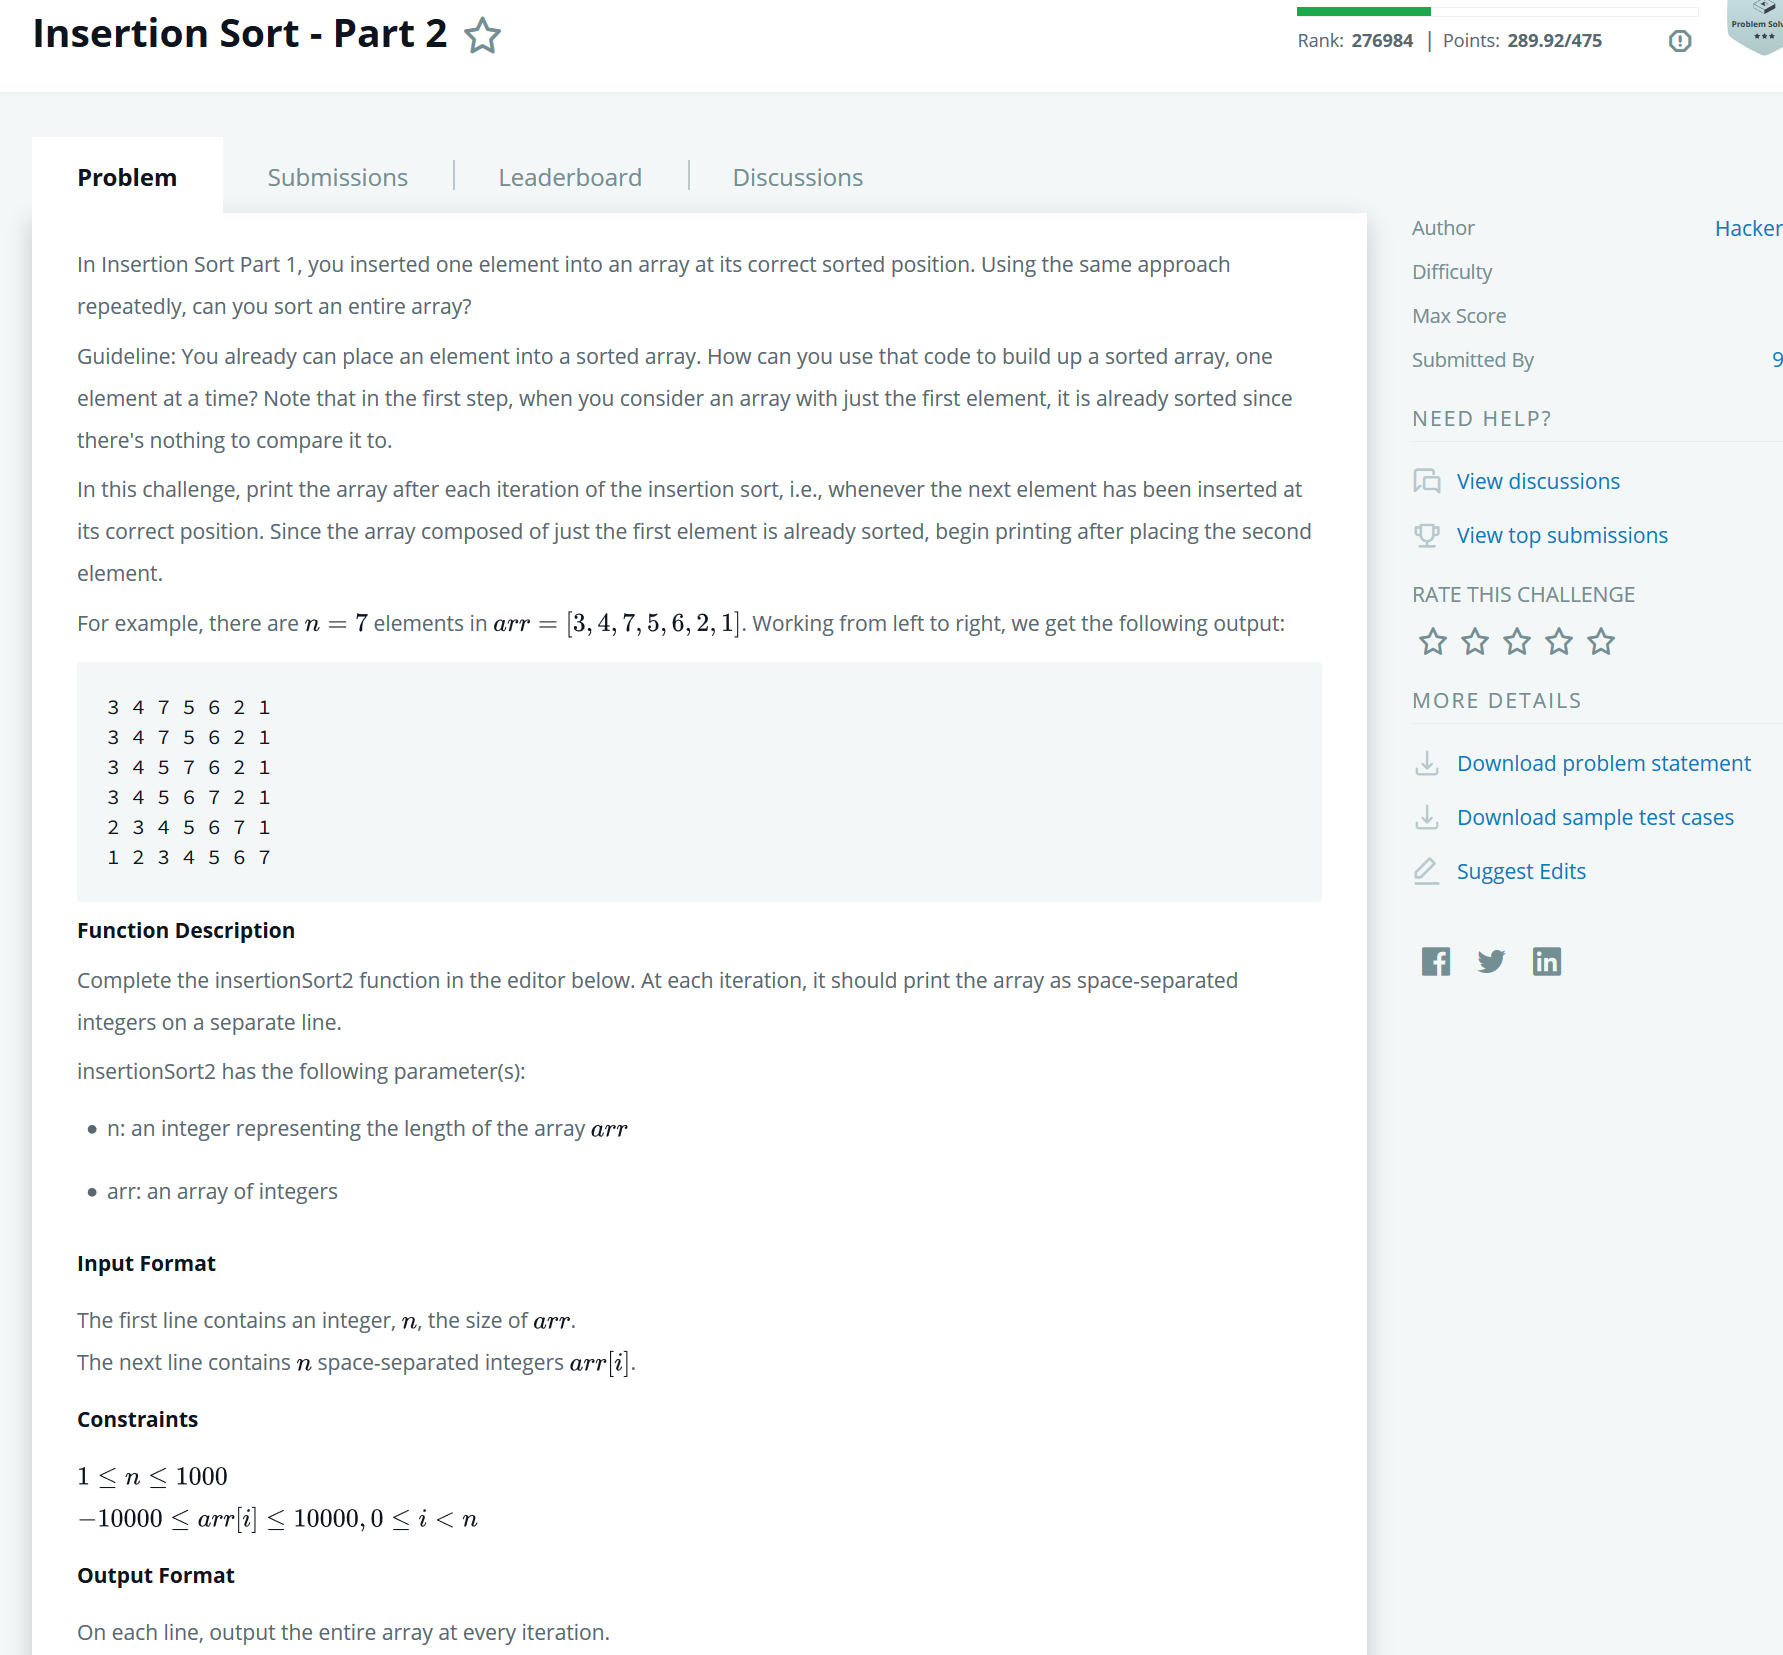 Insertion Sort - Part 2
Rank: 276984 | Points: 289.92/475
Problem
Submissions
Leaderboard
Discussions
In Insertion Sort Part 1, you inserted one element into an array at its correct sorted position. Using the same approach
repeatedly, can you sort an entire array?
Guideline: You already can place an element into a sorted array. How can you use that code to build up a sorted array, one
element at a time? Note that in the first step, when you consider an array with just the first element, it is already sorted since
there's nothing to compare it to.
In this challenge, print the array after each iteration of the insertion sort, i.e., whenever the next element has been inserted at
its correct position. Since the array composed of just the first element is already sorted, begin printing after placing the second
element.
For example, there are n = 7 elements in arr = [3, 4, 7, 5, 6, 2, 1]. Working from left to right, we get the following output:
3 4 7 5 6 2 1
3 4 7 5 6 2 1
3 4 5 7 6 2 1
3 4 5 6 7 2 1
2 3 4 5 6 7 1
1 2 3 4 5 6 7
Function Description
Complete the insertionSort2 function in the editor below. At each iteration, it should print the array as space-separated
integers on a separate line.
insertionSort2 has the following parameter(s):
• n: an integer representing the length of the array arr
• arr: an array of integers
Input Format
The first line contains an integer, n, the size of arr.
The next line contains n space-separated integers arr[i].
Constraints
1 ≤ n ≤ 1000
−10000 ≤ arr[i] ≤ 10000, 0 ≤ i < n
Output Format
On each line, output the entire array at every iteration.
Problem Solv
Author
Hacker
Difficulty
Max Score
Submitted By
9
NEED HELP?
View discussions
View top submissions
RATE THIS CHALLENGE
MORE DETAILS
Download problem statement
Download sample test cases
Suggest Edits